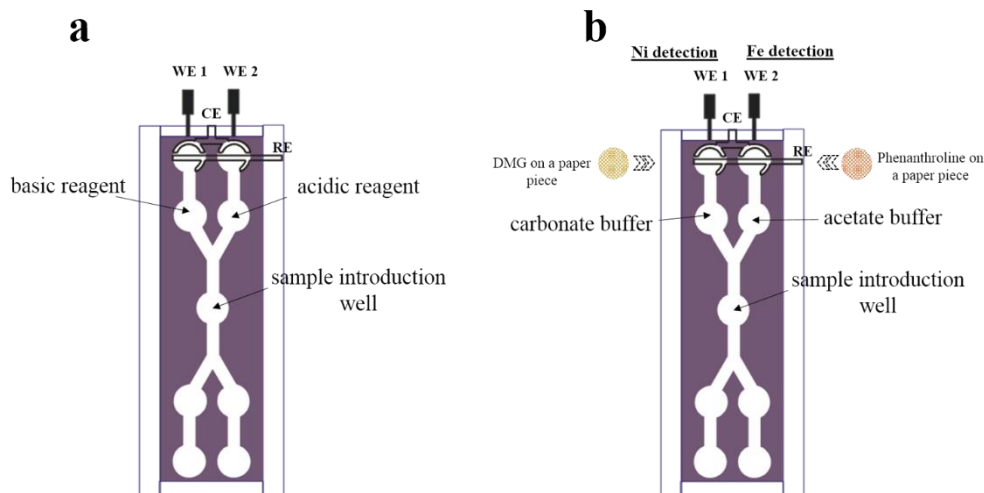 a
WE 1 WE 2
CE
RE
basic reagent
acidic reagent
sample introduction
well
b
Ni detection Fe detection
WE 1 WE 2
CE
RE
DMG on a paper
piece
Phenanthroline on
a paper piece
carbonate buffer
acetate buffer
sample introduction
well